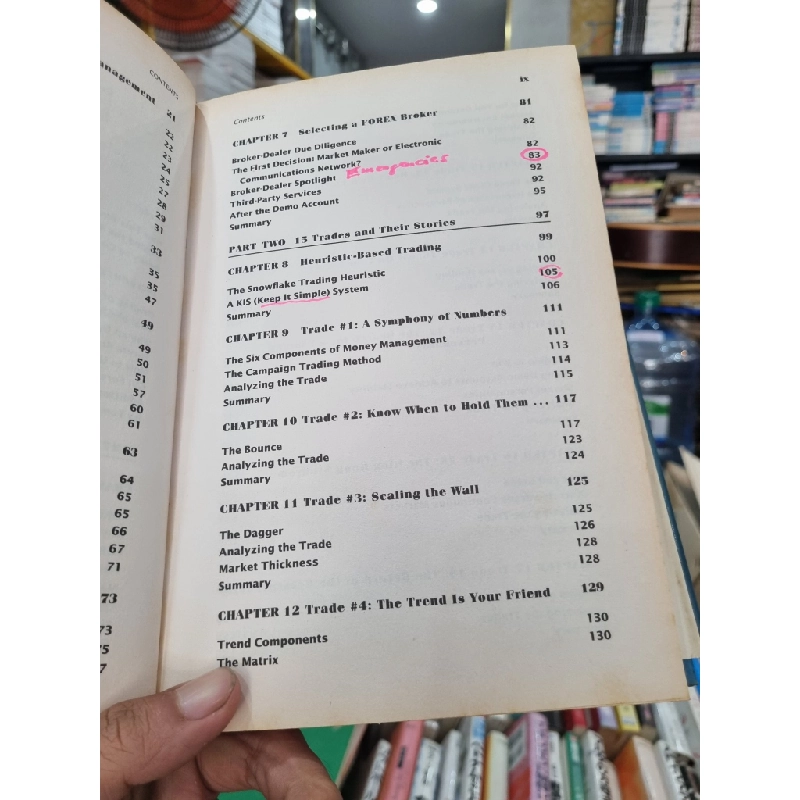 CONTENTS
anagement 21
22
22
23
24
25
27
28
29
31
33
35
35
47
49
49
50
51
57
60
61
63
64
65
65
66
67
71
73
73
75
7
Contents ix
CHAPTER 7 Selecting a FOREX Broker 81
Broker-Dealer Due Diligence 82
The First Decision: Market Maker or Electronic
Communications Network? 82
Broker-Dealer Spotlight Emergencies 83
Third-Party Services 92
After the Demo Account 92
Summary 95
PART TWO 15 Trades and Their Stories 97
CHAPTER 8 Heuristic-Based Trading 99
The Snowflake Trading Heuristic 100
A KIS (Keep It Simple) System 105
Summary 106
CHAPTER 9 Trade #1: A Symphony of Numbers 111
The Six Components of Money Management 111
The Campaign Trading Method 113
Analyzing the Trade 114
Summary 115
CHAPTER 10 Trade #2: Know When to Hold Them ... 117
The Bounce 117
Analyzing the Trade 123
Summary 124
CHAPTER 11 Trade #3: Scaling the Wall 125
The Dagger 125
Analyzing the Trade 126
Market Thickness 128
Summary 128
CHAPTER 12 Trade #4: The Trend Is Your Friend 129
Trend Components 130
The Matrix 130